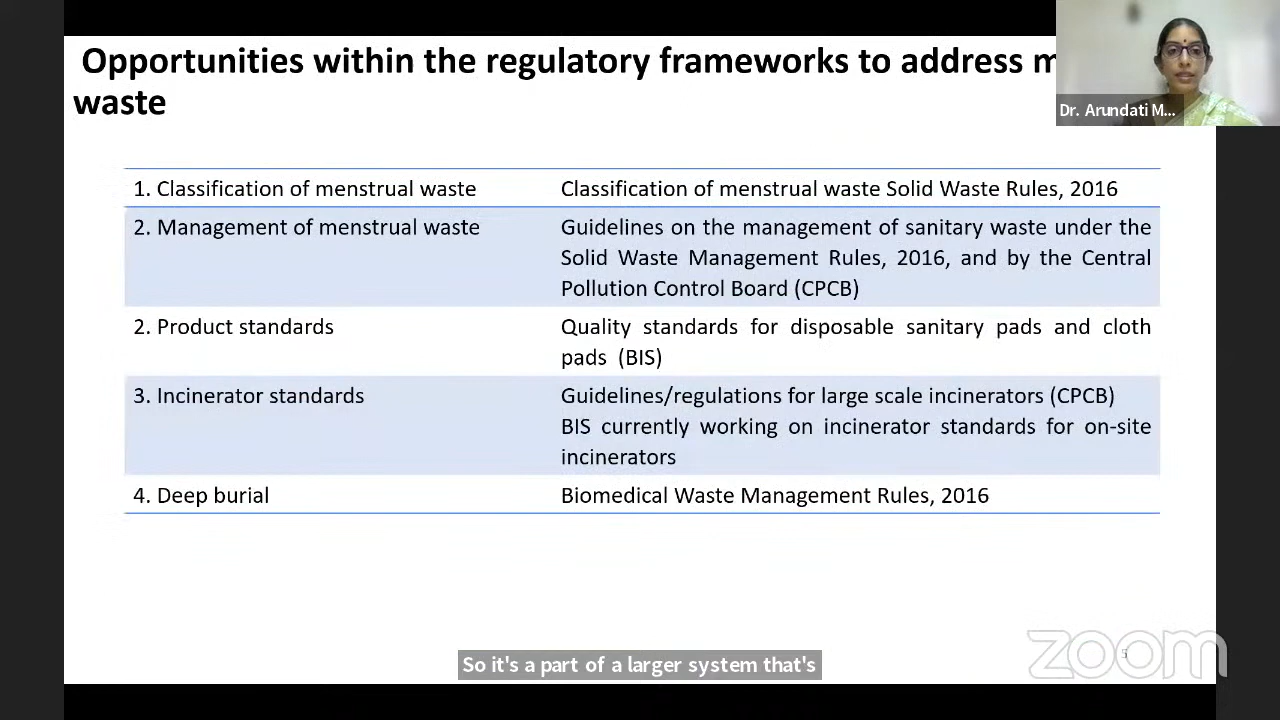 Opportunities within the regulatory frameworks to address m
waste
Dr. Arundati M...
1. Classification of menstrual waste
Classification of menstrual waste Solid Waste Rules, 2016
2. Management of menstrual waste
Guidelines on the management of sanitary waste under the
Solid Waste Management Rules, 2016, and by the Central
Pollution Control Board (CPCB)
2. Product standards
Quality standards for disposable sanitary pads and cloth
pads (BIS)
3. Incinerator standards
Guidelines/regulations for large scale incinerators (CPCB)
BIS currently working on incinerator standards for on-site
incinerators
4. Deep burial
Biomedical Waste Management Rules, 2016
So it's a part of a larger system that's
zoom
5